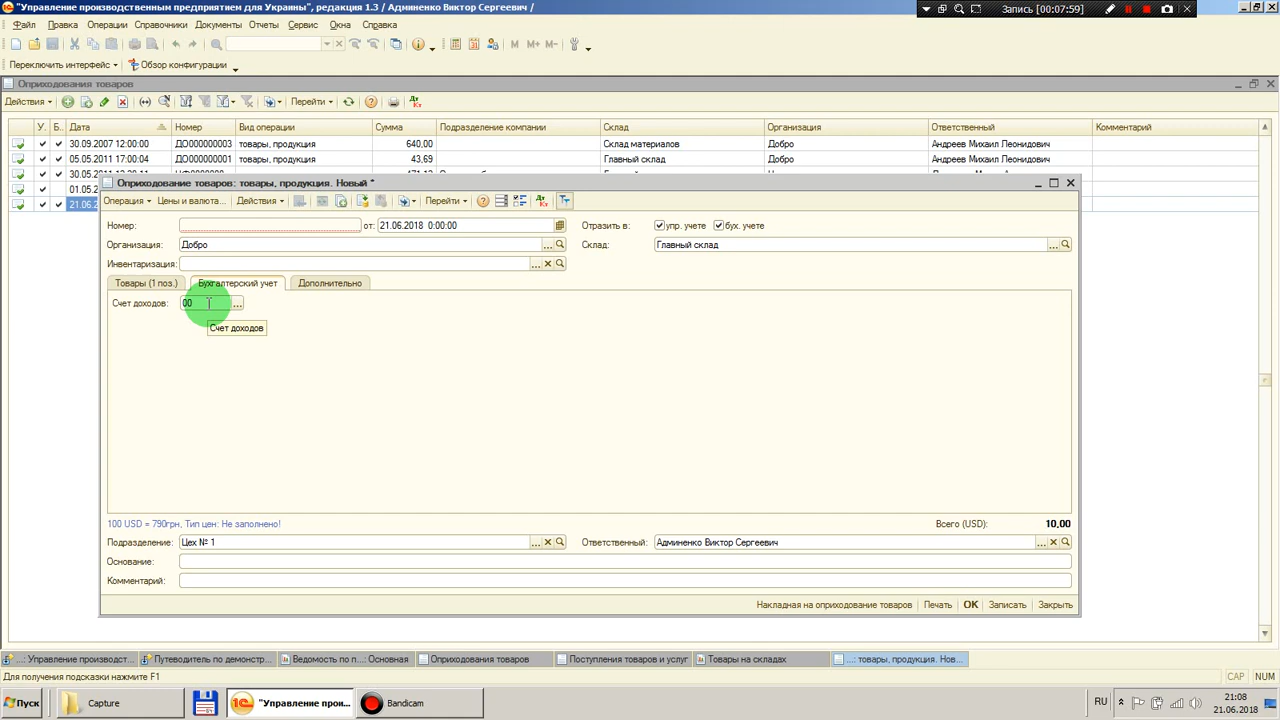 "Управление производственным предприятием для Украины", редакция 1.3 / Админенко Виктор Сергеевич /
Запись [00:07:59]
Файл Правка Операции Справочники Документы Отчеты Сервис Окна Справка
M M+ M-
Переключить интерфейс Обзор конфигурации
Оприходования товаров
Действия Перейти
У. Б.. Дата Номер Вид операции Сумма Подразделение компании Склад Организация Ответственный Комментарий
30.09.2007 12:00:00 ДО000000003 товары, продукция 640,00 Склад материалов Добро Андреев Михаил Леонидович
05.05.2011 17:00:04 ДО000000001 товары, продукция 43,69 Главный склад Добро Андреев Михаил Леонидович
01.05
21.06.2
Оприходование товаров: товары, продукция. Новый *
Операция Цены и валюта... Действия Перейти
Номер: от: 21.06.2018 0:00:00 Отразить в: упр. учете бух. учете
Организация: Добро Склад: Главный склад
Инвентаризация:
Товары (1 поз.) Бухгалтерский учет Дополнительно
Счет доходов: 00
Счет доходов
100 USD = 790грн, Тип цен: Не заполнено! Всего (USD): 10,00
Подразделение: Цех № 1 Ответственный: Админенко Виктор Сергеевич
Основание:
Комментарий:
Накладная на оприходование товаров Печать OK Записать Закрыть
...: Управление производст... Путеводитель по демонстр... Ведомость по п...: Основная Оприходования товаров Поступления товаров и услуг Товары на складах ...: товары, продукция. Нов...
Для получения подсказки нажмите F1 CAP NUM
Пуск Capture "Управление прои... Bandicam RU 21:08
21.06.2018